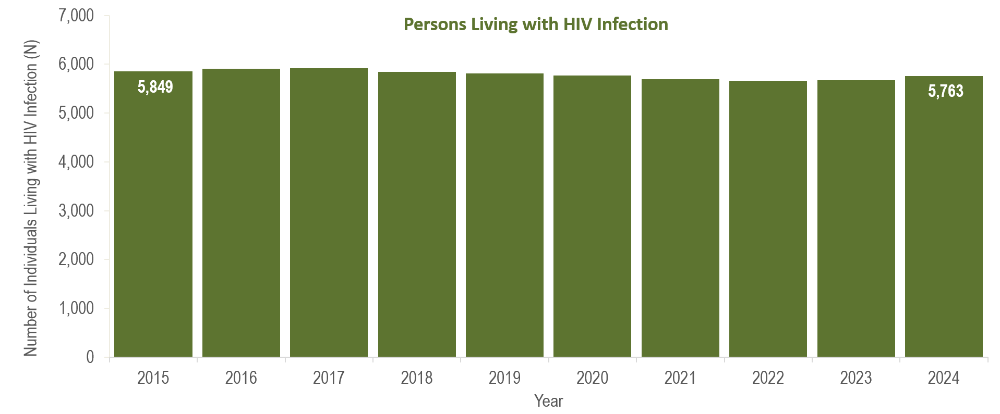 Persons Living with HIV Infection
Number of Individuals Living with HIV Infection (N)
7,000
6,000
5,000
4,000
3,000
2,000
1,000
0
5,849
5,763
2015 2016 2017 2018 2019 2020 2021 2022 2023 2024
Year